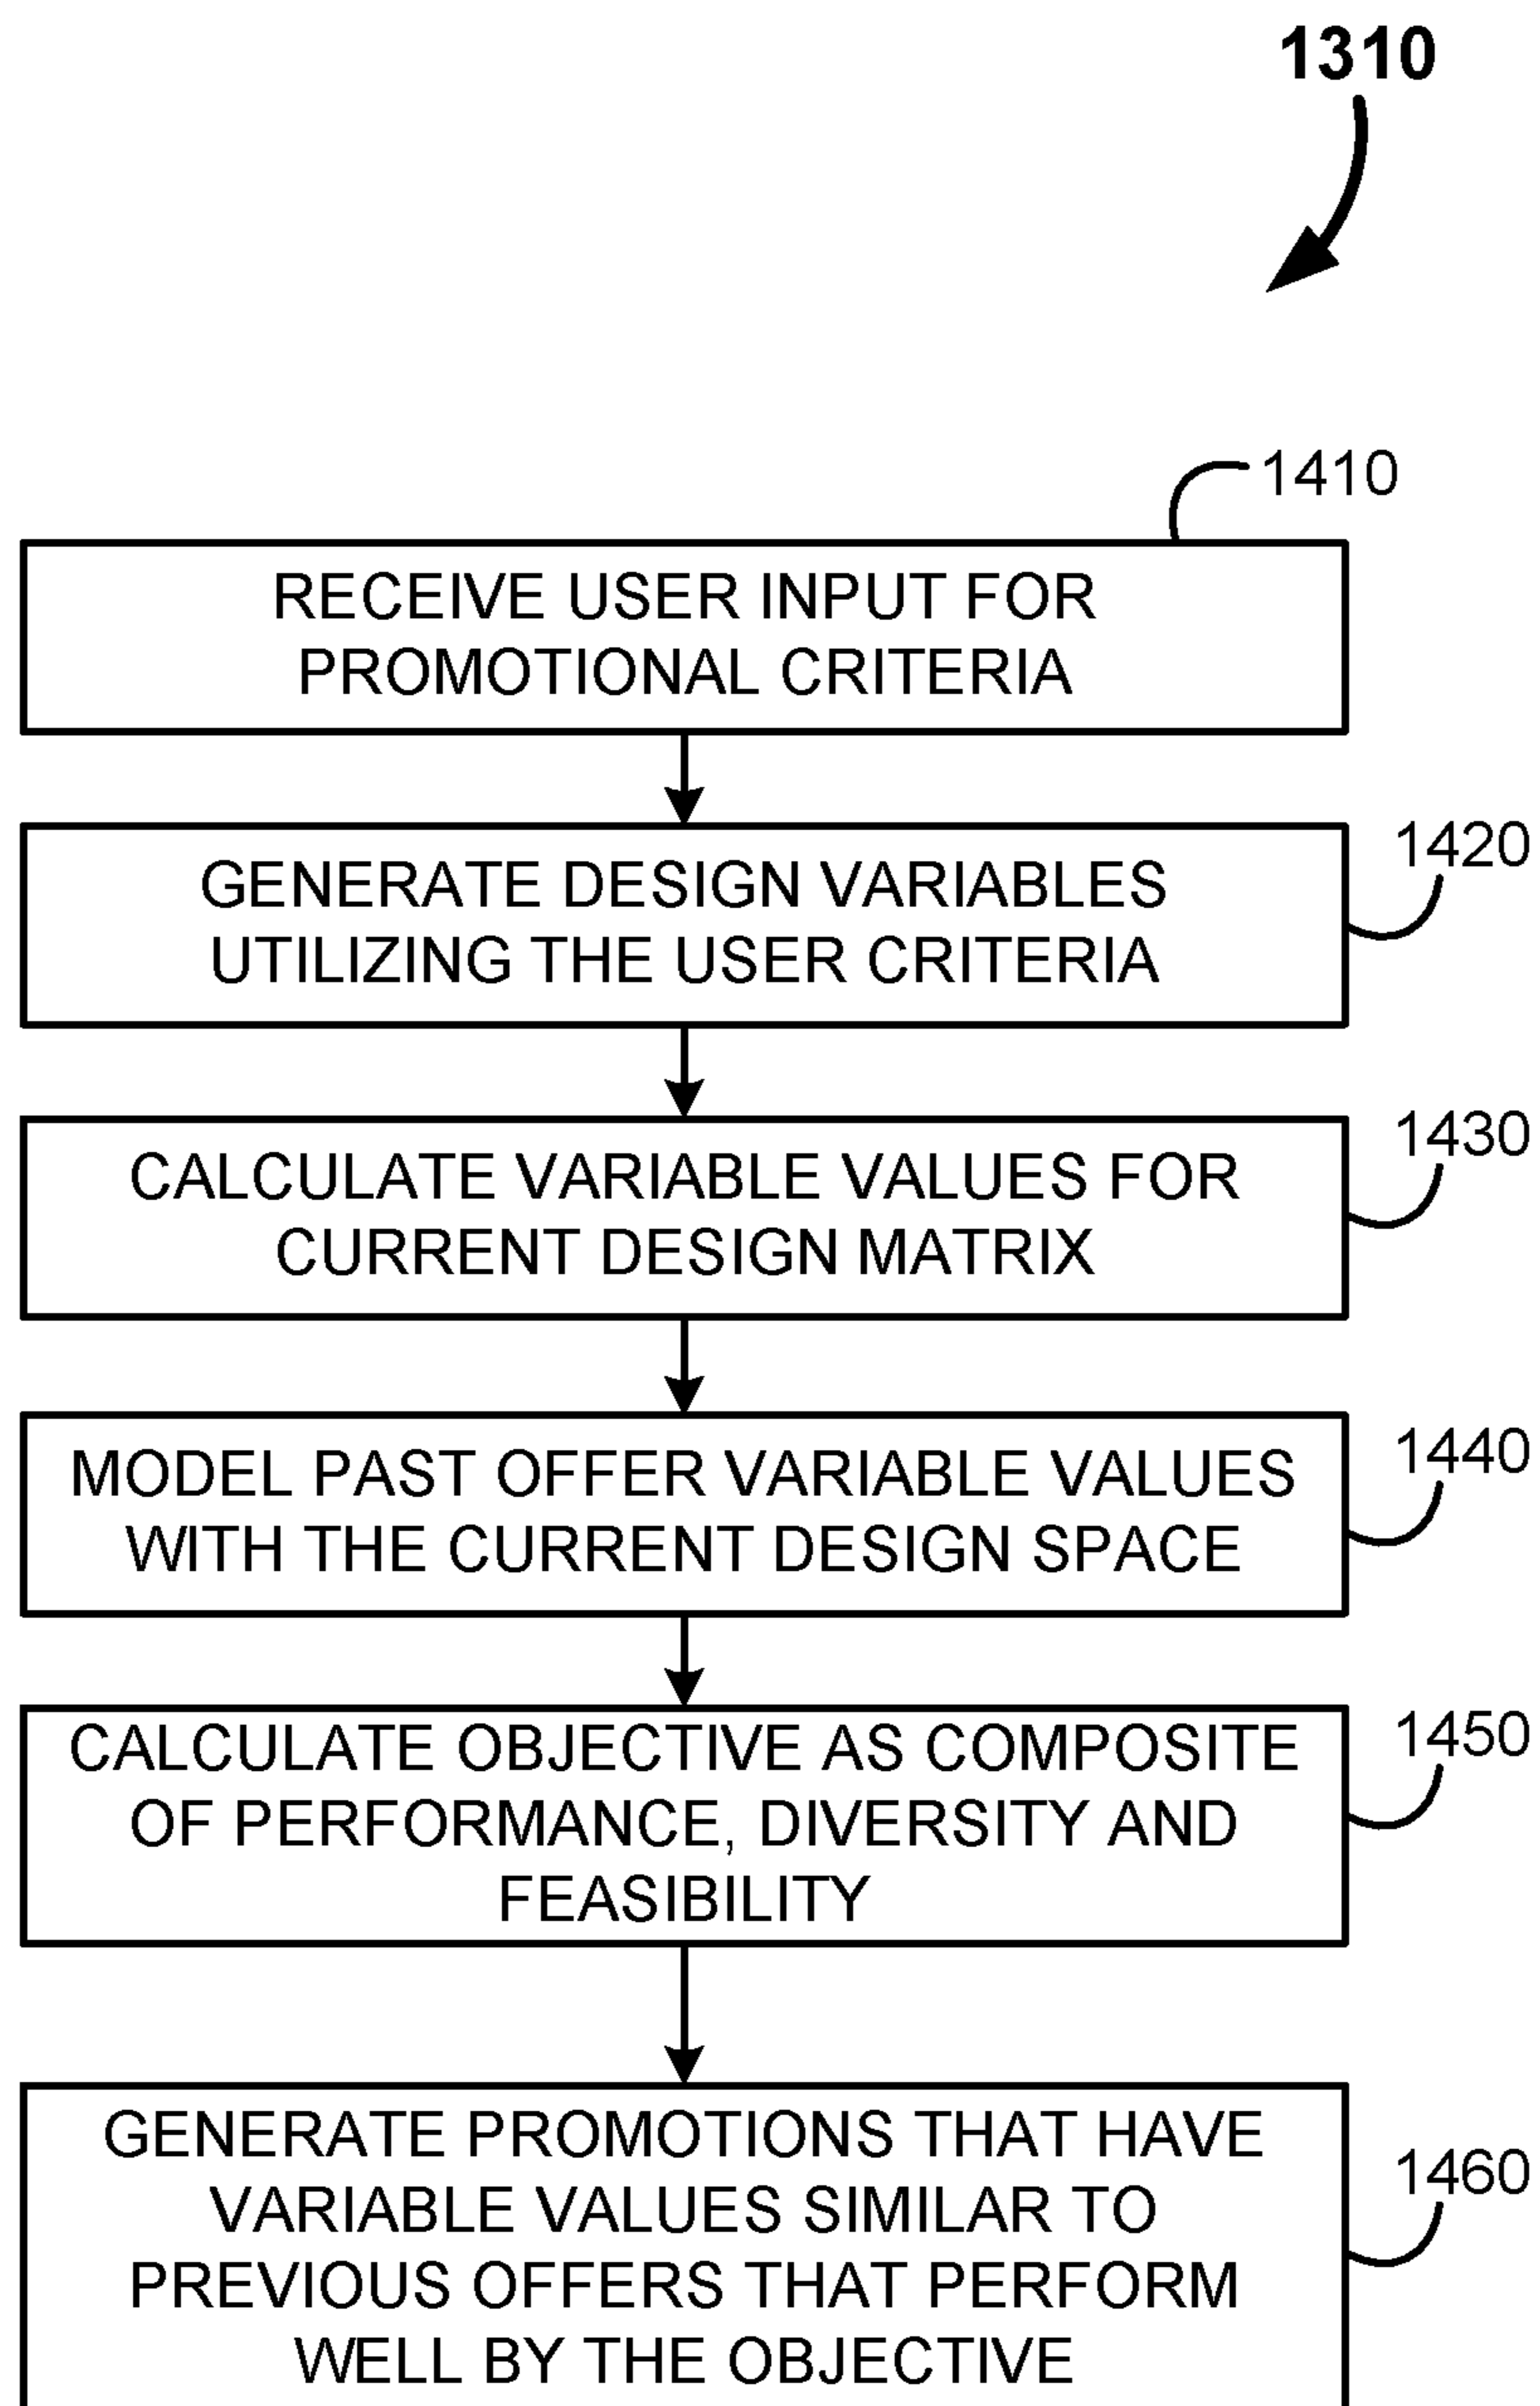 1310
1410
RECEIVE USER INPUT FOR
PROMOTIONAL CRITERIA
1420
GENERATE DESIGN VARIABLES
UTILIZING THE USER CRITERIA
1430
CALCULATE VARIABLE VALUES FOR
CURRENT DESIGN MATRIX
1440
MODEL PAST OFFER VARIABLE VALUES
WITH THE CURRENT DESIGN SPACE
1450
CALCULATE OBJECTIVE AS COMPOSITE
OF PERFORMANCE, DIVERSITY AND
FEASIBILITY
1460
GENERATE PROMOTIONS THAT HAVE
VARIABLE VALUES SIMILAR TO
PREVIOUS OFFERS THAT PERFORM
WELL BY THE OBJECTIVE